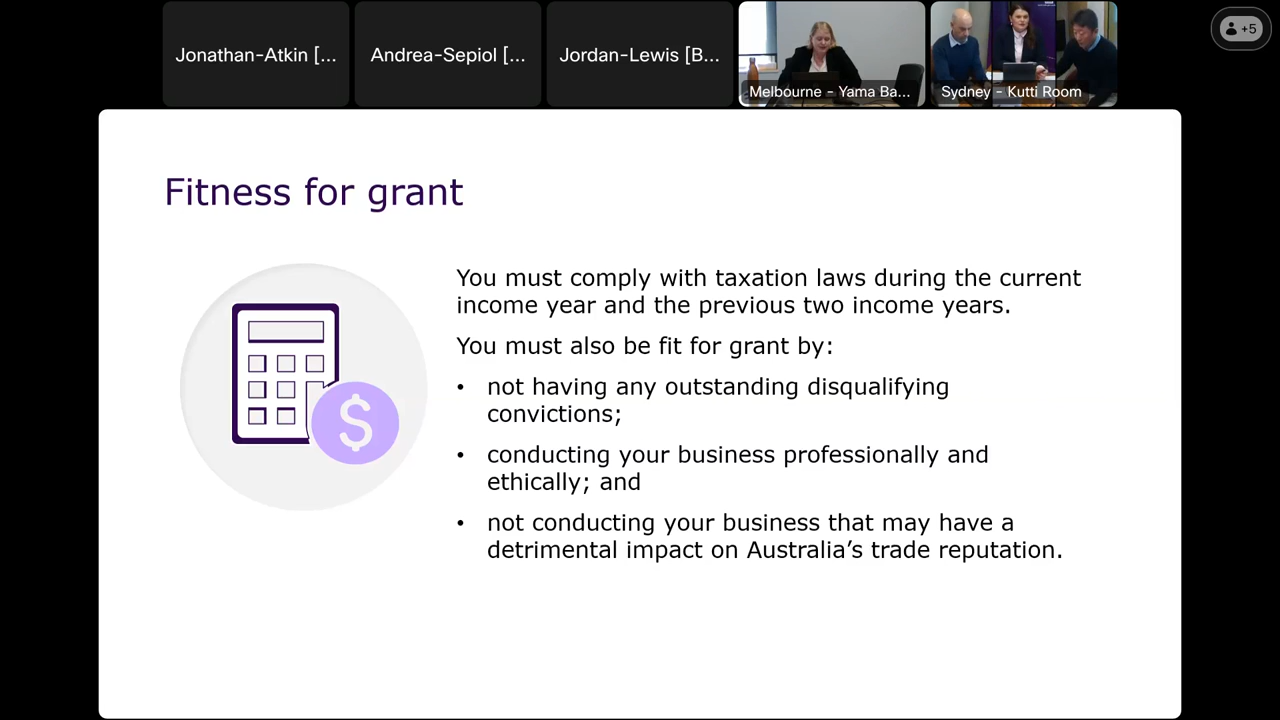 Jonathan-Atkin [...
Andrea-Sepiol [...
Jordan-Lewis [B...
Melbourne - Yama Ba...
Sydney - Kutti Room
+5
Fitness for grant
$
You must comply with taxation laws during the current
income year and the previous two income years.
You must also be fit for grant by:
• not having any outstanding disqualifying
convictions;
• conducting your business professionally and
ethically; and
• not conducting your business that may have a
detrimental impact on Australia’s trade reputation.